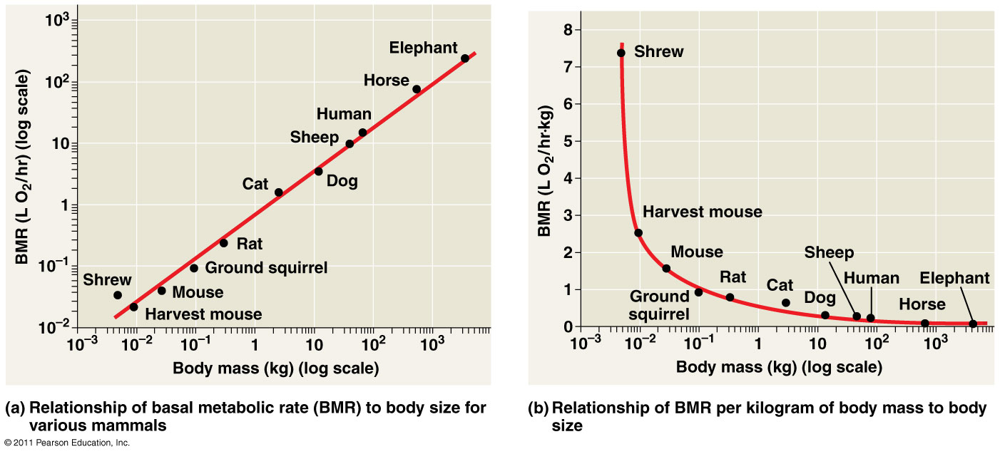 10³
10²
10
1
10⁻¹
10⁻²
BMR (L O₂/hr) (log scale)
Elephant
Horse
Human
Sheep
Cat
Dog
Rat
Ground squirrel
Shrew
Mouse
Harvest mouse
10⁻³ 10⁻² 10⁻¹ 1 10 10² 10³
Body mass (kg) (log scale)
(a) Relationship of basal metabolic rate (BMR) to body size for
various mammals
8
7
6
5
4
3
2
1
0
BMR (L O₂/hr·kg)
Shrew
Harvest mouse
Mouse
Sheep
Rat
Human
Elephant
Cat
Ground
squirrel
Dog
Horse
10⁻³ 10⁻² 10⁻¹ 1 10 10² 10³
Body mass (kg) (log scale)
(b) Relationship of BMR per kilogram of body mass to body
size
© 2011 Pearson Education, Inc.